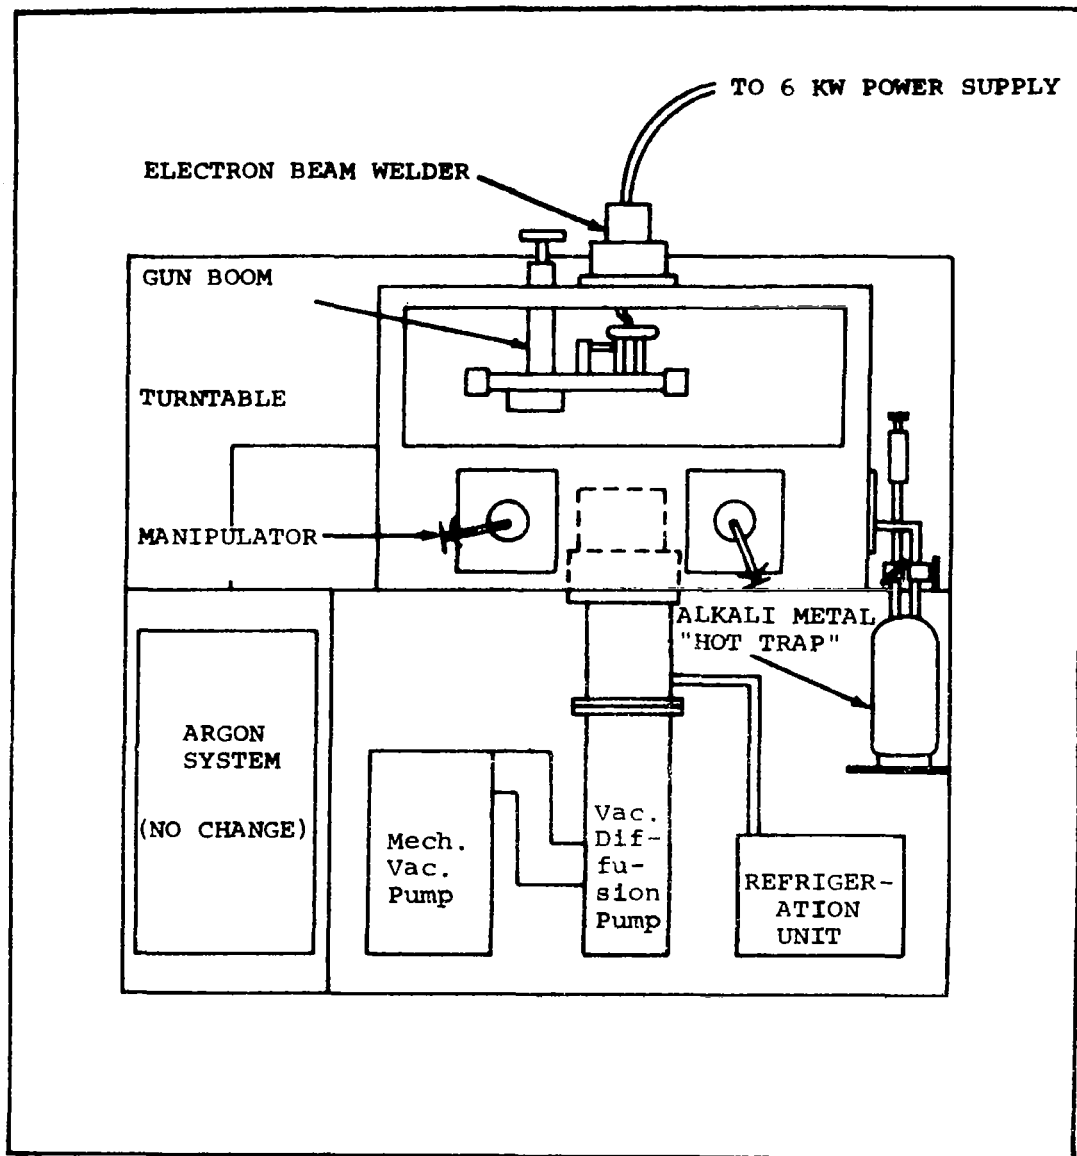 TO 6 KW POWER SUPPLY
ELECTRON BEAM WELDER
GUN BOOM
TURNTABLE
MANIPULATOR
ALKALI METAL
"HOT TRAP"
ARGON
SYSTEM
(NO CHANGE)
Mech.
Vac.
Pump
Vac.
Dif-
fu-
sion
Pump
REFRIGER-
ATION
UNIT